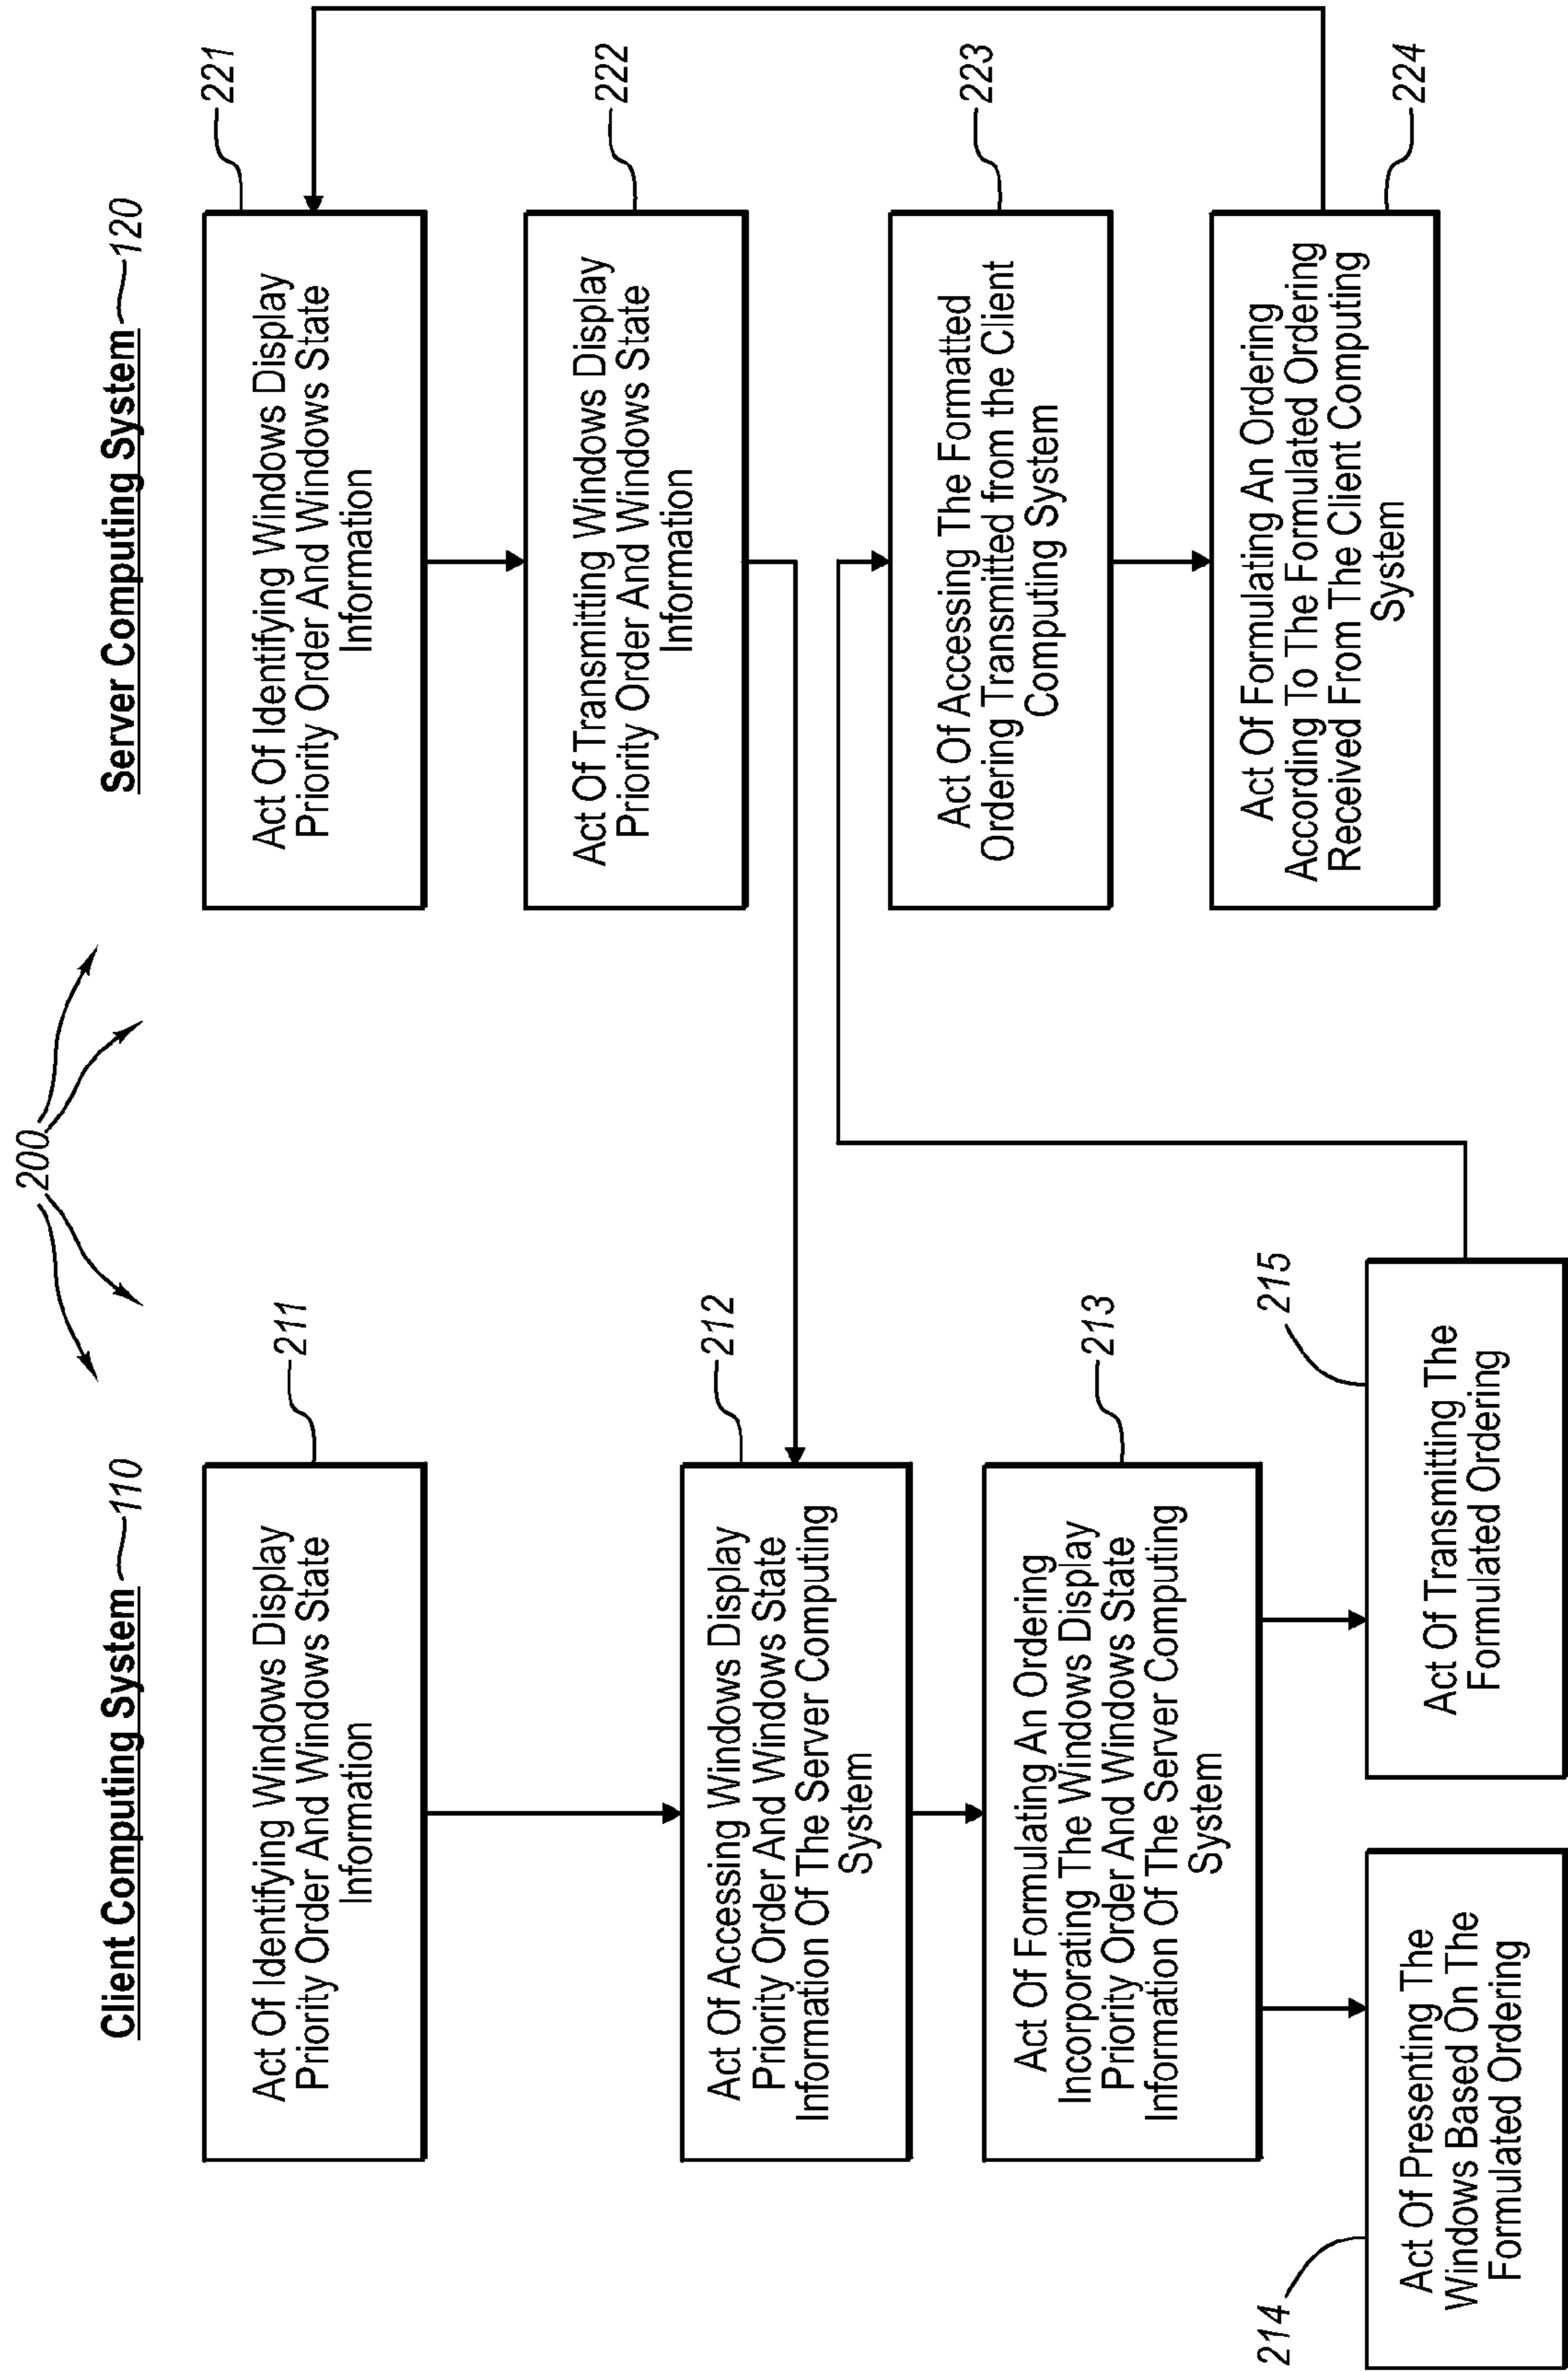 200
Client Computing System 110
Server Computing System 120
211
Act Of Identifying Windows Display
Priority Order And Windows State
Information
212
Act Of Accessing Windows Display
Priority Order And Windows State
Information Of The Server Computing
System
213
Act Of Formulating An Ordering
Incorporating The Windows Display
Priority Order And Windows State
Information Of The Server Computing
System
214
Act Of Presenting The
Windows Based On The
Formulated Ordering
215
Act Of Transmitting The
Formulated Ordering
221
Act Of Identifying Windows Display
Priority Order And Windows State
Information
222
Act Of Transmitting Windows Display
Priority Order And Windows State
Information
223
Act Of Accessing The Formatted
Ordering Transmitted from the Client
Computing System
224
Act Of Formulating An Ordering
According To The Formulated Ordering
Received From The Client Computing
System